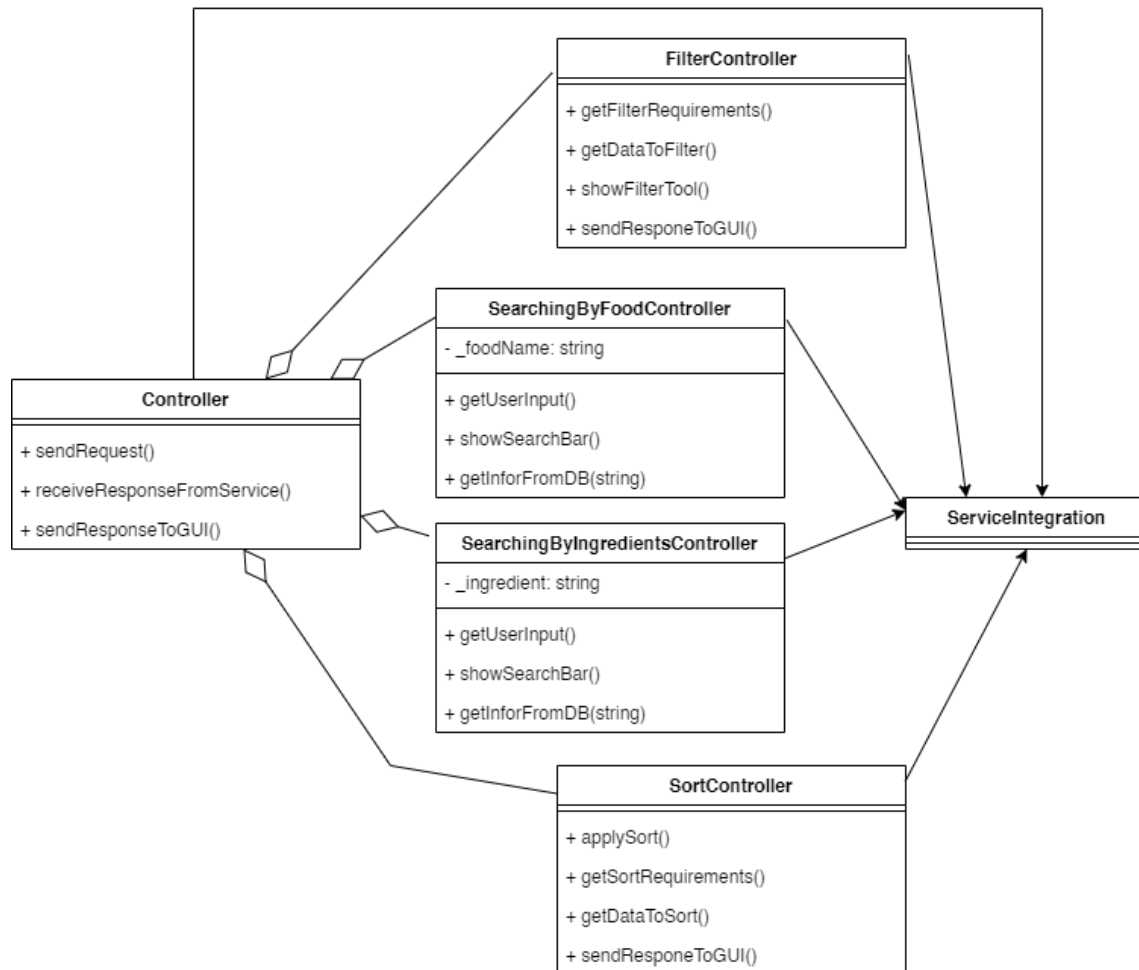 FilterController
+ getFilterRequirements()
+ getDataToFilter()
+ showFilterTool()
+ sendResponeToGUI()
SearchingByFoodController
- _foodName: string
+ getUserInput()
+ showSearchBar()
+ getInforFromDB(string)
Controller
+ sendRequest()
+ receiveResponseFromService()
+ sendResponseToGUI()
ServiceIntegration
SearchingByIngredientsController
- _ingredient: string
+ getUserInput()
+ showSearchBar()
+ getInforFromDB(string)
SortController
+ applySort()
+ getSortRequirements()
+ getDataToSort()
+ sendResponeToGUI()